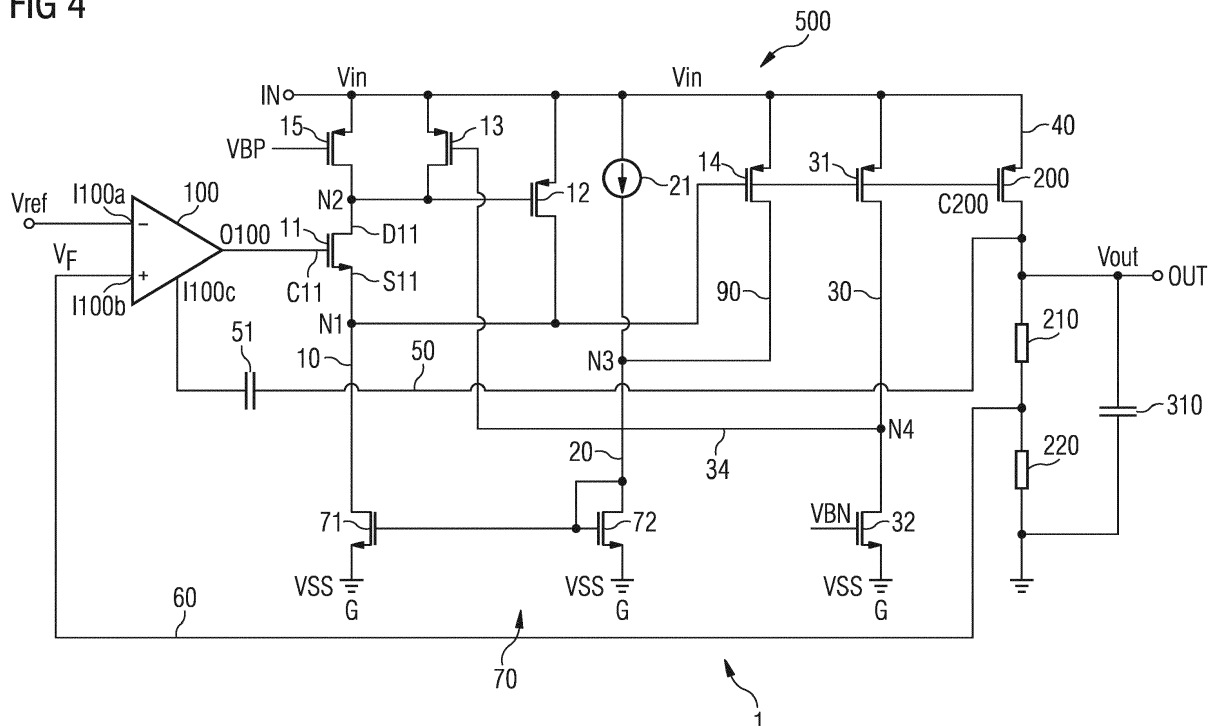 FIG 4
500
IN
Vin
Vin
15
13
40
VBP
14
31
12
21
200
C200
I100a
100
N2
Vref
O100
11
D11
VF
Vout
OUT
I100b
I100c
C11
S11
90
30
N1
210
51
10
50
N3
310
N4
20
34
220
71
72
VBN
32
VSS
G
VSS
G
VSS
G
60
70
1